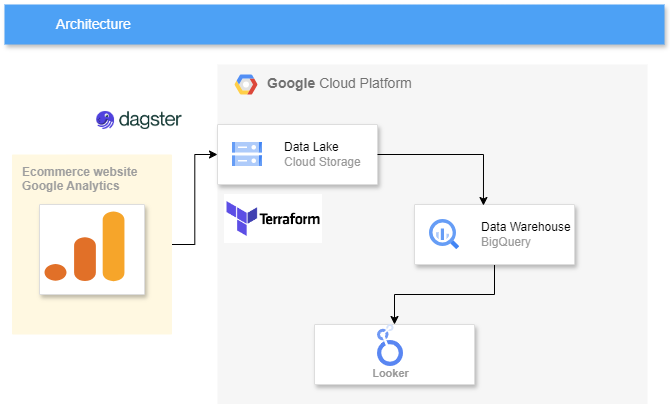 Architecture
Google Cloud Platform
dagster
Data Lake
Cloud Storage
Ecommerce website
Google Analytics
Terraform
Data Warehouse
BigQuery
Looker